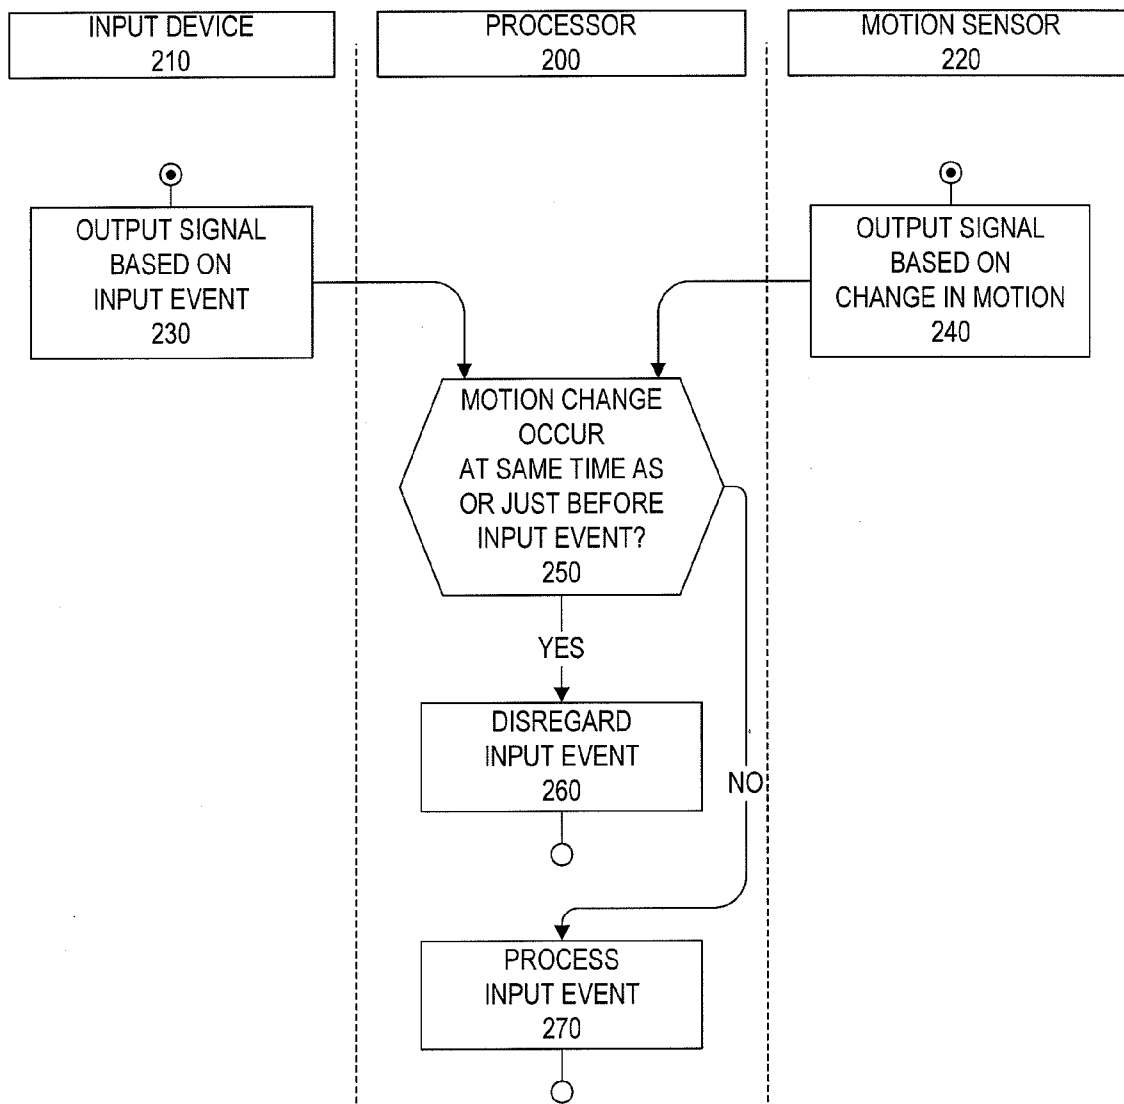 INPUT DEVICE
210
PROCESSOR
200
MOTION SENSOR
220
OUTPUT SIGNAL
BASED ON
INPUT EVENT
230
OUTPUT SIGNAL
BASED ON
CHANGE IN MOTION
240
MOTION CHANGE
OCCUR
AT SAME TIME AS
OR JUST BEFORE
INPUT EVENT?
250
YES
DISREGARD
INPUT EVENT
260
NO
PROCESS
INPUT EVENT
270